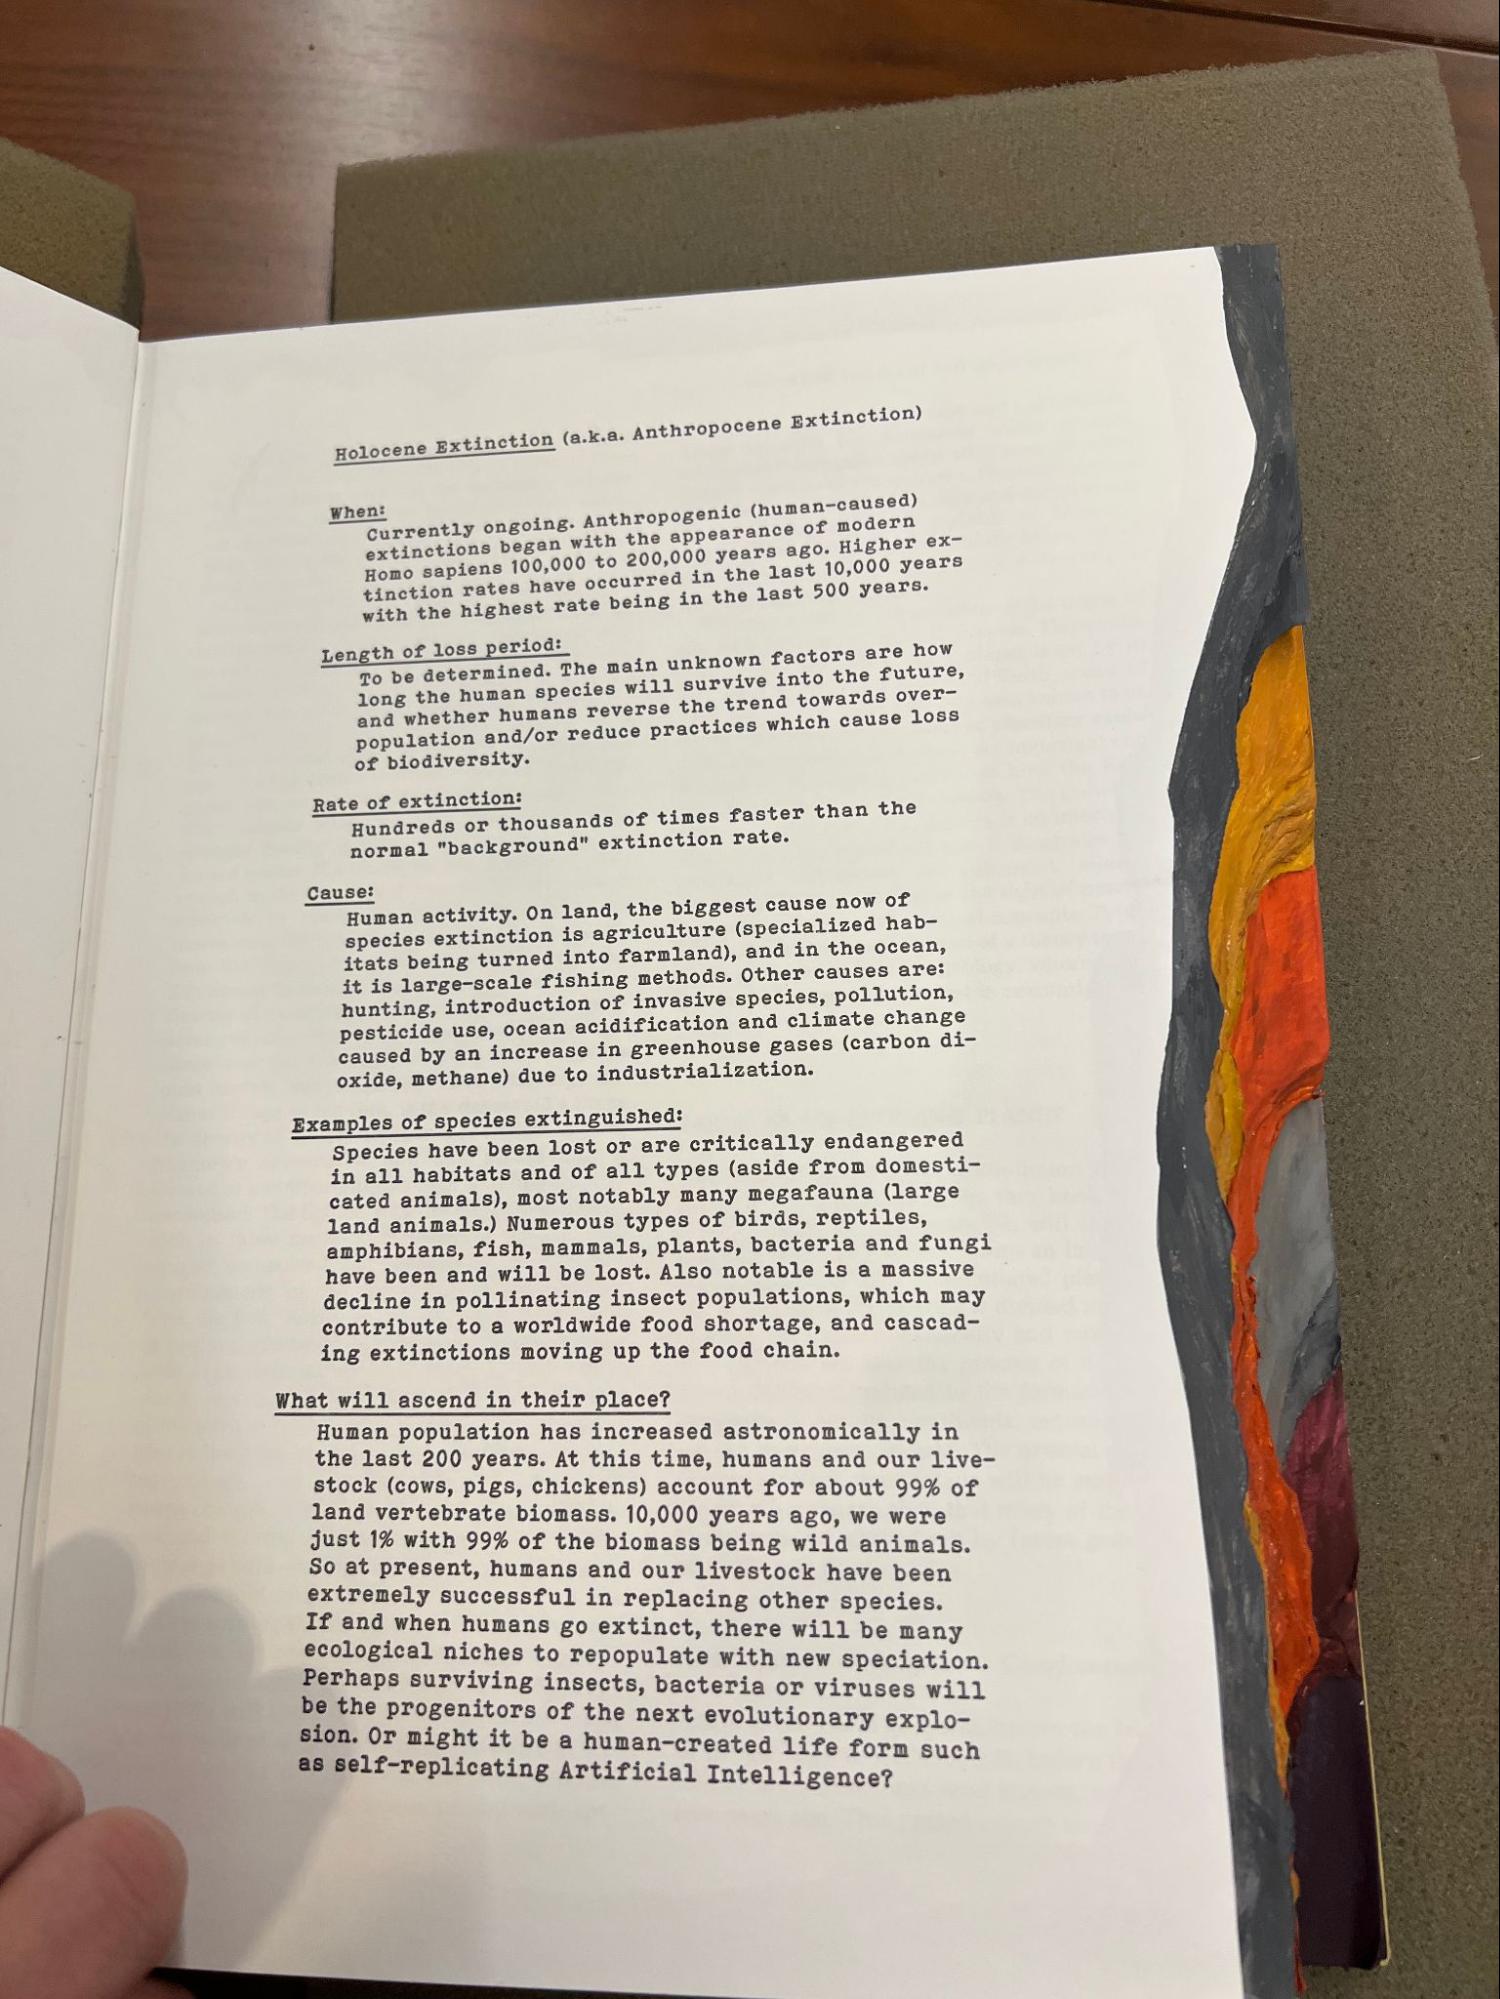 Holocene Extinction (a.k.a. Anthropocene Extinction)
When:
Currently ongoing. Anthropogenic (human-caused)
extinctions began with the appearance of modern
Homo sapiens 100,000 to 200,000 years ago. Higher ex-
tinction rates have occurred in the last 10,000 years
with the highest rate being in the last 500 years.
Length of loss period:
To be determined. The main unknown factors are how
long the human species will survive into the future,
and whether humans reverse the trend towards over-
population and/or reduce practices which cause loss
of biodiversity.
Rate of extinction:
Hundreds or thousands of times faster than the
normal "background" extinction rate.
Cause:
Human activity. On land, the biggest cause now of
species extinction is agriculture (specialized hab-
itats being turned into farmland), and in the ocean,
it is large-scale fishing methods. Other causes are:
hunting, introduction of invasive species, pollution,
pesticide use, ocean acidification and climate change
caused by an increase in greenhouse gases (carbon di-
oxide, methane) due to industrialization.
Examples of species extinguished:
Species have been lost or are critically endangered
in all habitats and of all types (aside from domesti-
cated animals), most notably many megafauna (large
land animals.) Numerous types of birds, reptiles,
amphibians, fish, mammals, plants, bacteria and fungi
have been and will be lost. Also notable is a massive
decline in pollinating insect populations, which may
contribute to a worldwide food shortage, and cascad-
ing extinctions moving up the food chain.
What will ascend in their place?
Human population has increased astronomically in
the last 200 years. At this time, humans and our live-
stock (cows, pigs, chickens) account for about 99% of
land vertebrate biomass. 10,000 years ago, we were
just 1% with 99% of the biomass being wild animals.
So at present, humans and our livestock have been
extremely successful in replacing other species.
If and when humans go extinct, there will be many
ecological niches to repopulate with new speciation.
Perhaps surviving insects, bacteria or viruses will
be the progenitors of the next evolutionary explo-
sion. Or might it be a human-created life form such
as self-replicating Artificial Intelligence?